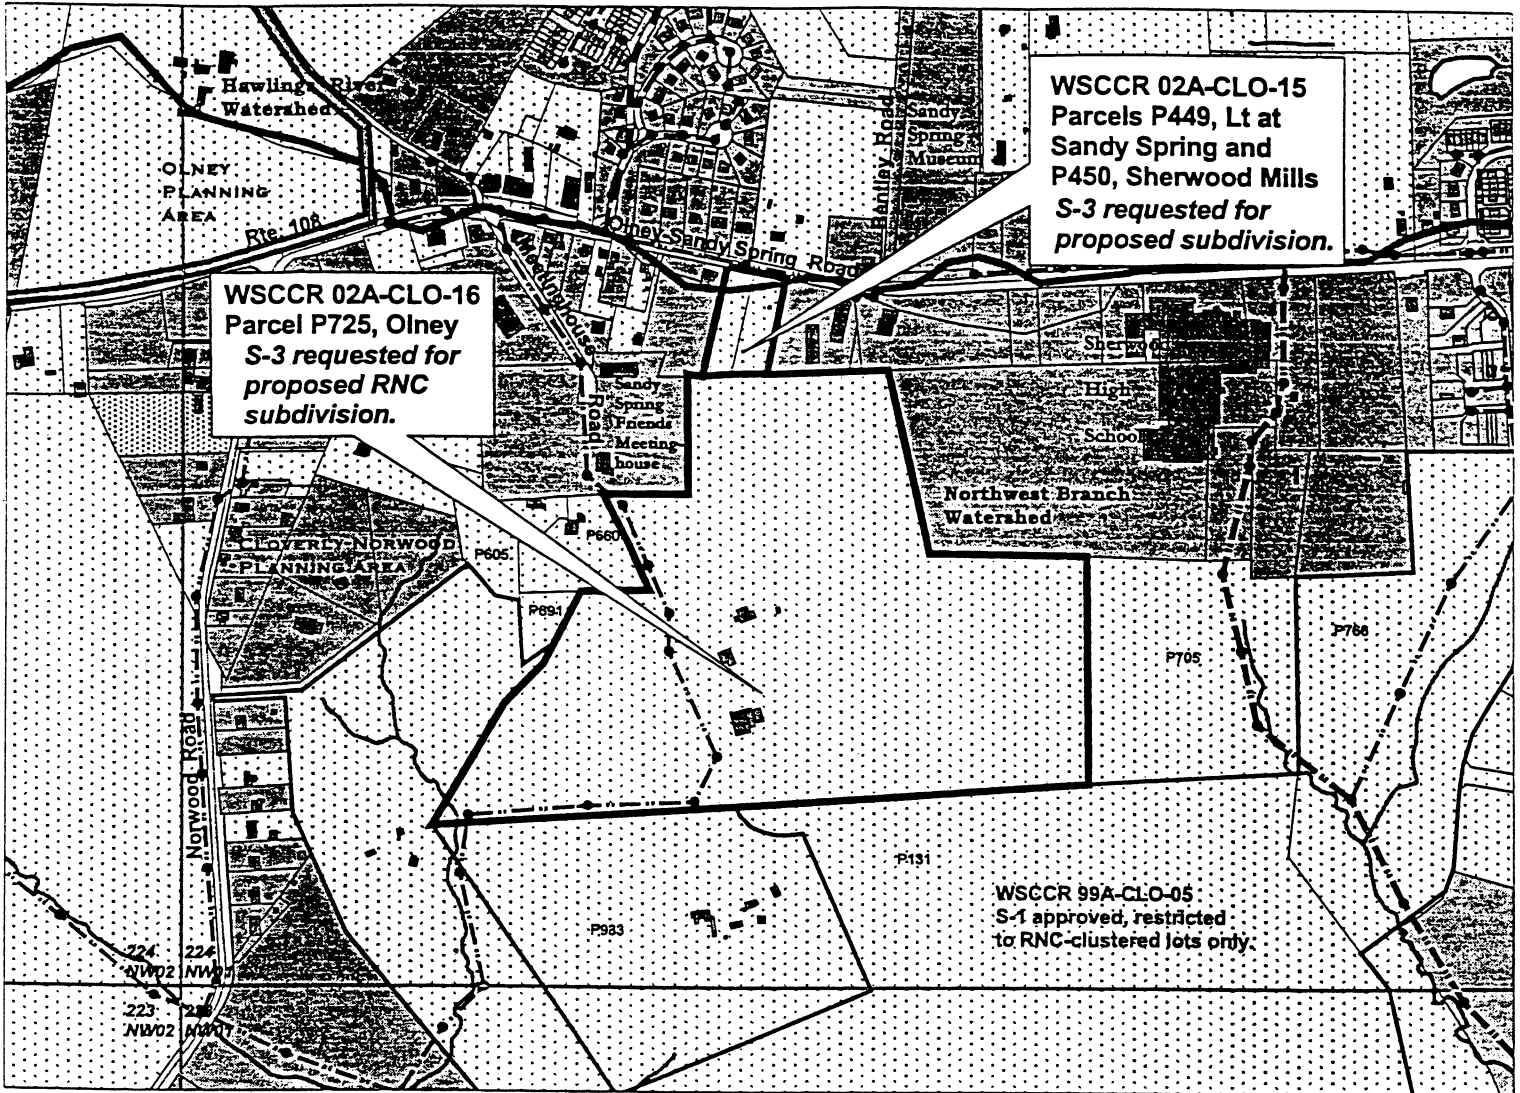 Hawlings River
Watershed
OLNEY
PLANNING
AREA
Rte. 108
Olney Sandy Spring Road
Bentley Road
Sandy
Spring
Museum
WSCCR 02A-CLO-15
Parcels P449, Lt at
Sandy Spring and
P450, Sherwood Mills
S-3 requested for
proposed subdivision.
WSCCR 02A-CLO-16
Parcel P725, Olney
S-3 requested for
proposed RNC
subdivision.
Meetinghouse Road
Sandy
Spring
Friends
Meeting
house
Sherwood
High
School
Northwest Branch
Watershed
CLOVERLY-NORWOOD
PLANNING AREA
P605
P660
P691
P705
P766
Norwood Road
P131
P933
WSCCR 99A-CLO-05
S-1 approved, restricted
to RNC-clustered lots only.
224 224
NW02 NW01
223 223
NW02 NW01